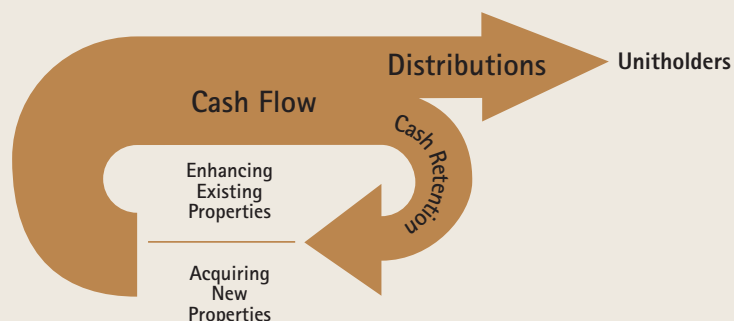 Distributions
Unitholders
Cash Flow
Cash Retention
Enhancing
Existing
Properties
Acquiring
New
Properties